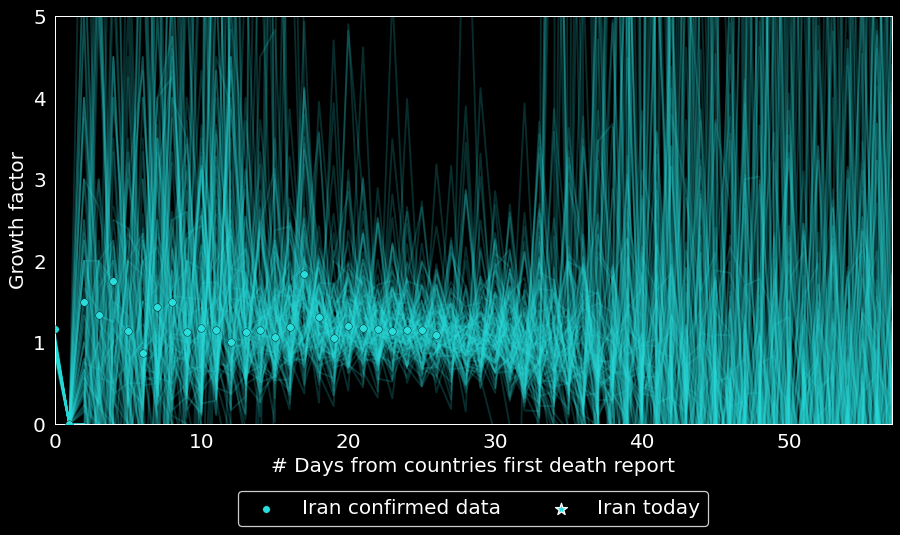 5
4
3
2
1
0
Growth factor
0 10 20 30 40 50
# Days from countries first death report
Iran confirmed data Iran today